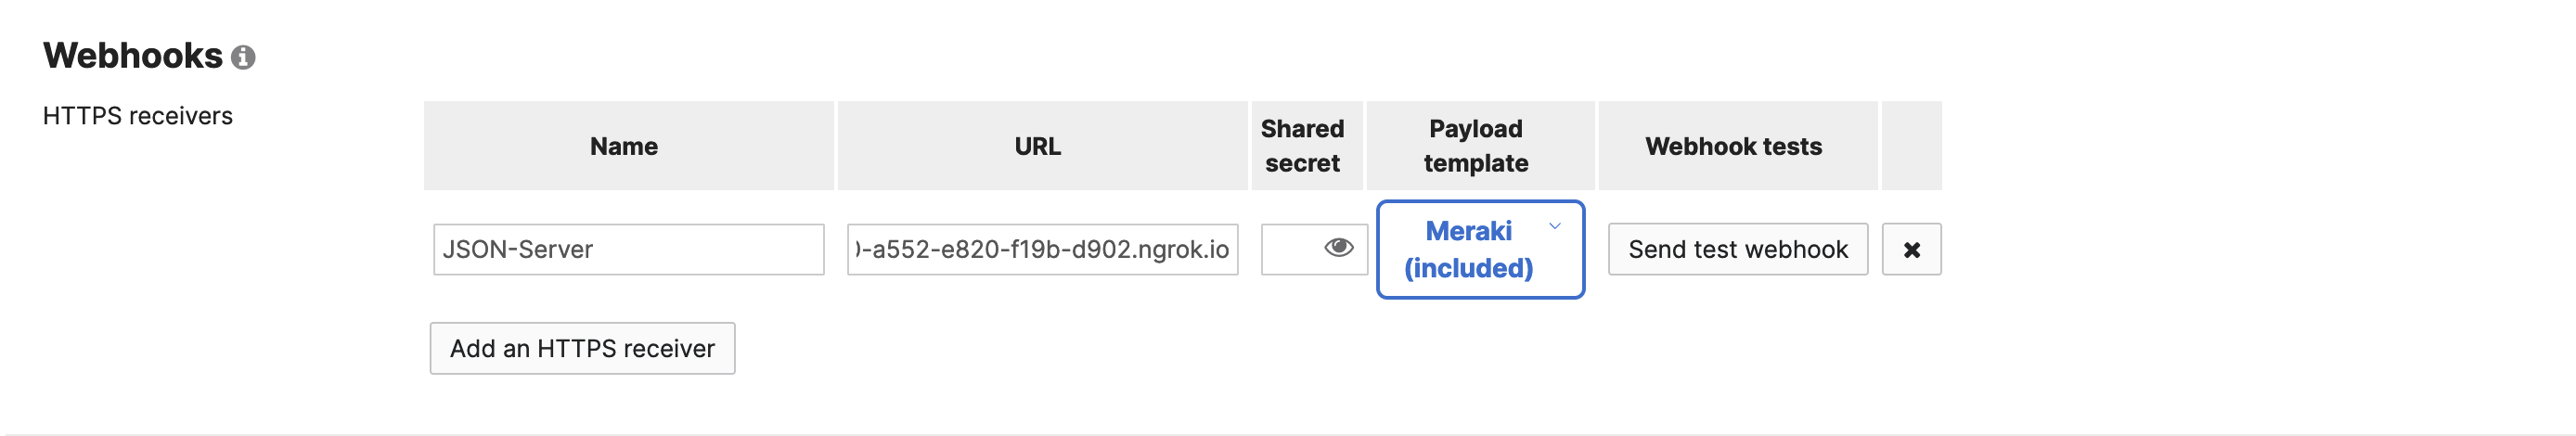 Webhooks
HTTPS receivers
Name
URL
Shared
secret
Payload
template
Webhook tests
JSON-Server
-a552-e820-f19b-d902.ngrok.io
Meraki
(included)
Send test webhook
Add an HTTPS receiver